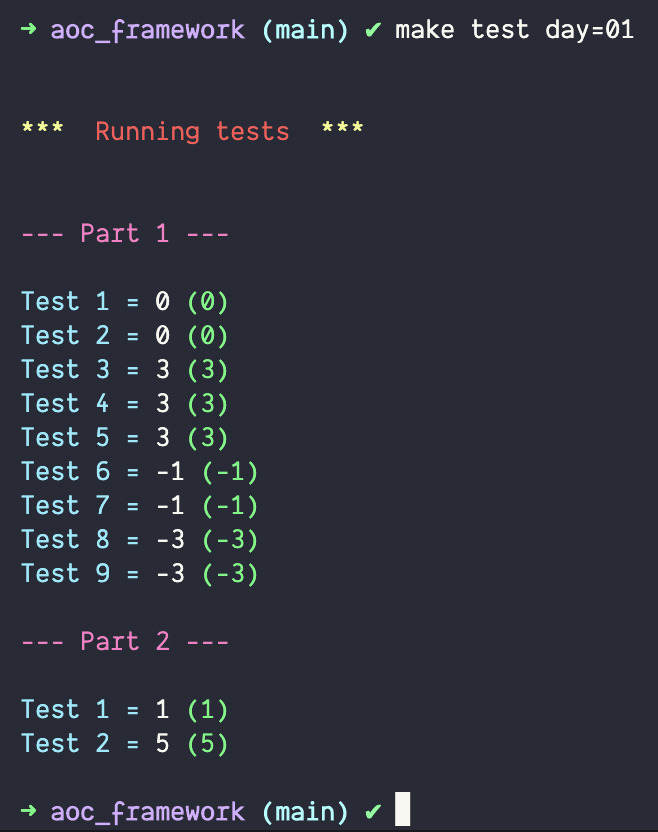 ➜ aoc_framework (main) ✔ make test day=01
*** Running tests ***
--- Part 1 ---
Test 1 = 0 (0)
Test 2 = 0 (0)
Test 3 = 3 (3)
Test 4 = 3 (3)
Test 5 = 3 (3)
Test 6 = -1 (-1)
Test 7 = -1 (-1)
Test 8 = -3 (-3)
Test 9 = -3 (-3)
--- Part 2 ---
Test 1 = 1 (1)
Test 2 = 5 (5)
➜ aoc_framework (main) ✔